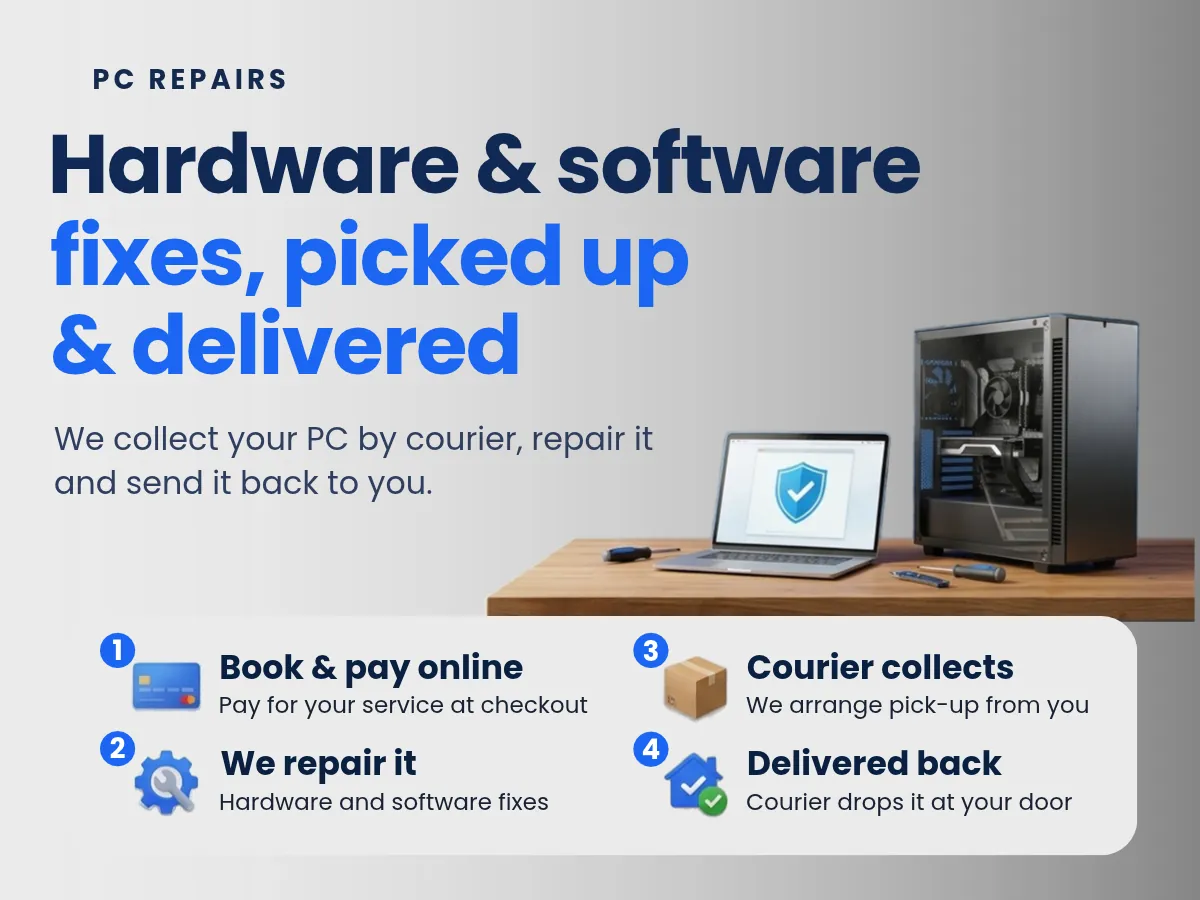 PC REPAIRS
Hardware & software
fixes, picked up
& delivered
We collect your PC by courier, repair it
and send it back to you.
1
Book & pay online
Pay for your service at checkout
2
We repair it
Hardware and software fixes
3
Courier collects
We arrange pick-up from you
4
Delivered back
Courier drops it at your door